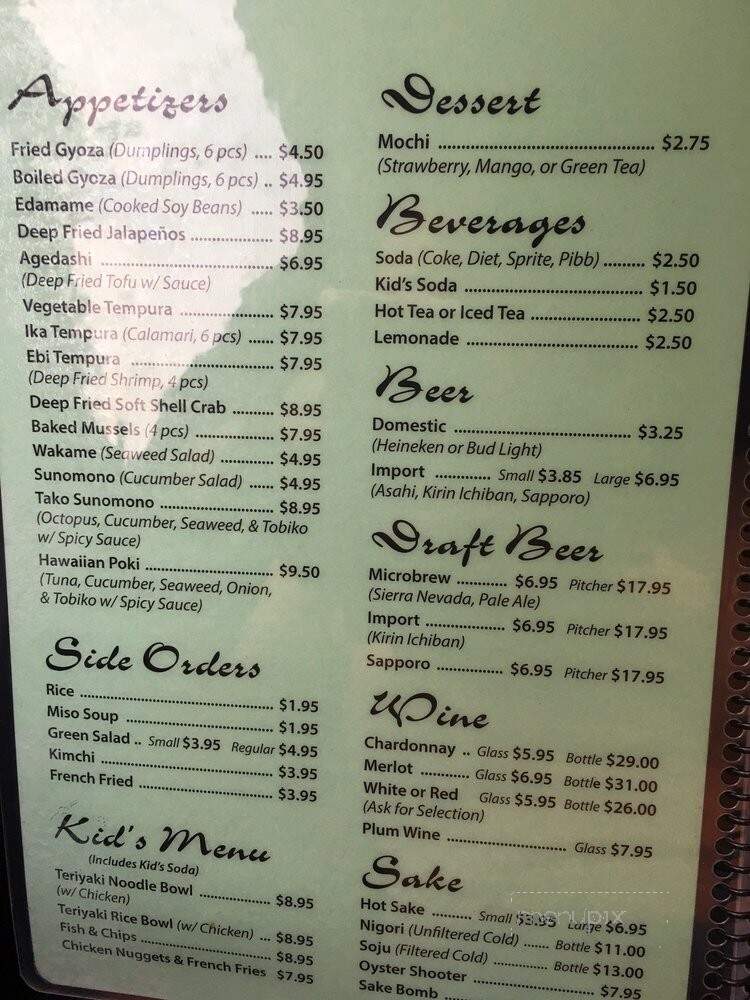 Appetizers
Fried Gyoza (Dumplings, 6 pcs) .... $4.50
Boiled Gyoza (Dumplings, 6 pcs) .. $4.95
Edamame (Cooked Soy Beans) ..... $3.50
Deep Fried Jalapeños ................... $8.95
Agedashi ........................................ $6.95
(Deep Fried Tofu w/ Sauce)
Vegetable Tempura ..................... $7.95
Ika Tempura (Calamari, 6 pcs) ...... $7.95
Ebi Tempura ................................. $7.95
(Deep Fried Shrimp, 4 pcs)
Deep Fried Soft Shell Crab .......... $8.95
Baked Mussels (4 pcs) .................. $7.95
Wakame (Seaweed Salad) ............ $4.95
Sunomono (Cucumber Salad) ...... $4.95
Tako Sunomono .......................... $8.95
(Octopus, Cucumber, Seaweed, & Tobiko
w/ Spicy Sauce)
Hawaiian Poki ............................. $9.50
(Tuna, Cucumber, Seaweed, Onion,
& Tobiko w/ Spicy Sauce)
Side Orders
Rice ............................................ $1.95
Miso Soup .................................. $1.95
Green Salad .. Small $3.95 Regular $4.95
Kimchi ....................................... $3.95
French Fried .............................. $3.95
Kid's Menu
(Includes Kid's Soda)
Teriyaki Noodle Bowl ................ $8.95
(w/ Chicken)
Teriyaki Rice Bowl (w/ Chicken) ... $8.95
Fish & Chips ............................. $8.95
Chicken Nuggets & French Fries $7.95
Dessert
Mochi ............................................ $2.75
(Strawberry, Mango, or Green Tea)
Beverages
Soda (Coke, Diet, Sprite, Pibb) ......... $2.50
Kid's Soda ..................................... $1.50
Hot Tea or Iced Tea ....................... $2.50
Lemonade .................................... $2.50
Beer
Domestic ..................................... $3.25
(Heineken or Bud Light)
Import ............. Small $3.85 Large $6.95
(Asahi, Kirin Ichiban, Sapporo)
Draft Beer
Microbrew ........... $6.95 Pitcher $17.95
(Sierra Nevada, Pale Ale)
Import .................. $6.95 Pitcher $17.95
(Kirin Ichiban)
Sapporo ............... $6.95 Pitcher $17.95
Wine
Chardonnay .. Glass $5.95 Bottle $29.00
Merlot ........... Glass $6.95 Bottle $31.00
White or Red Glass $5.95 Bottle $26.00
(Ask for Selection)
Plum Wine ........................... Glass $7.95
Sake
Hot Sake ......... Small $3.95 Large $6.95
Nigori (Unfiltered Cold) ...... Bottle $11.00
Soju (Filtered Cold) ............ Bottle $13.00
Oyster Shooter ........................... $7.95
Sake Bomb
menupix